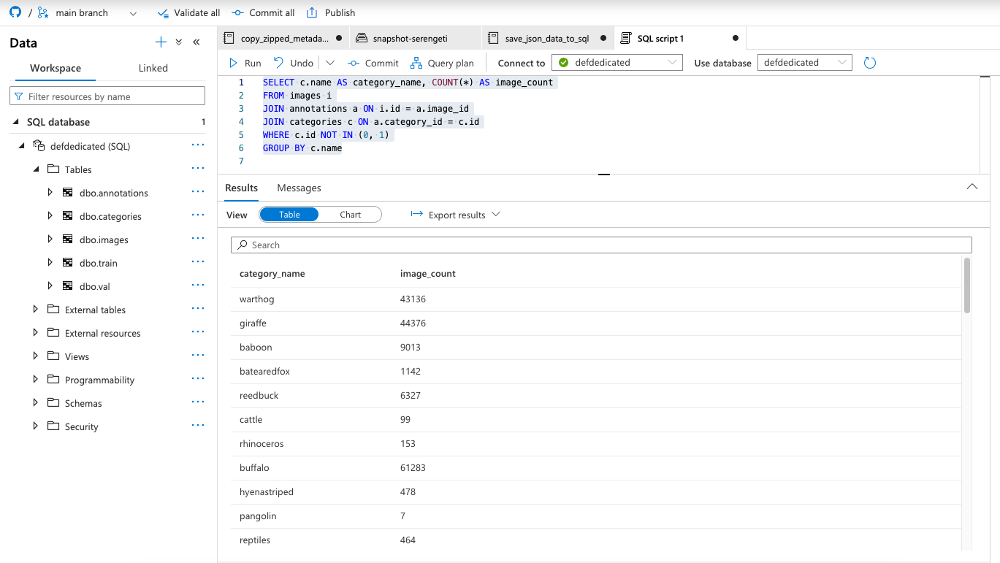 / main branch Validate all Commit all Publish
Data
Workspace Linked
Filter resources by name
SQL database 1
defdedicated (SQL) ...
Tables ...
dbo.annotations ...
dbo.categories ...
dbo.images ...
dbo.train ...
dbo.val ...
External tables ...
External resources ...
Views ...
Programmability ...
Schemas ...
Security ...
copy_zipped_metada... snapshot-serengeti save_json_data_to_sql SQL script 1
Run Undo Commit Query plan Connect to defdedicated Use database defdedicated
1 SELECT c.name AS category_name, COUNT(*) AS image_count
2 FROM images i
3 JOIN annotations a ON i.id = a.image_id
4 JOIN categories c ON a.category_id = c.id
5 WHERE c.id NOT IN (0, 1)
6 GROUP BY c.name
7
Results Messages
View Table Chart Export results
Search
category_name image_count
warthog 43136
giraffe 44376
baboon 9013
batearedfox 1142
reedbuck 6327
cattle 99
rhinoceros 153
buffalo 61283
hyenastriped 478
pangolin 7
reptiles 464